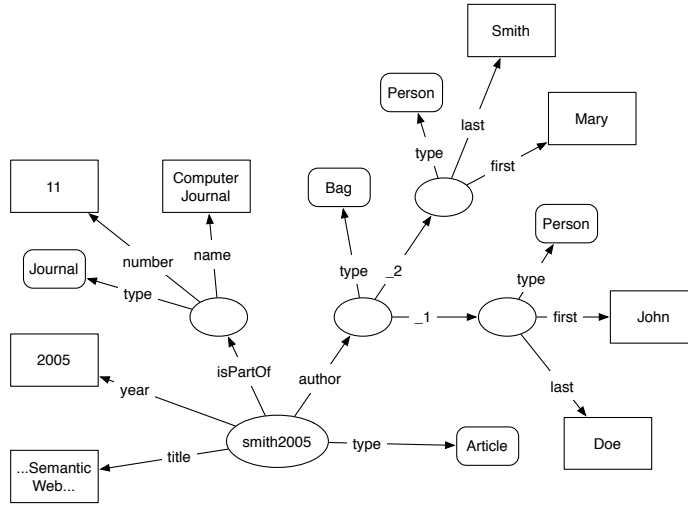 Smith
Person
last
Mary
type
first
11
Computer
Journal
Bag
Person
number
name
Journal
type
type
_2
type
_1
first
John
2005
isPartOf
author
last
year
smith2005
type
Article
Doe
title
...Semantic
Web...